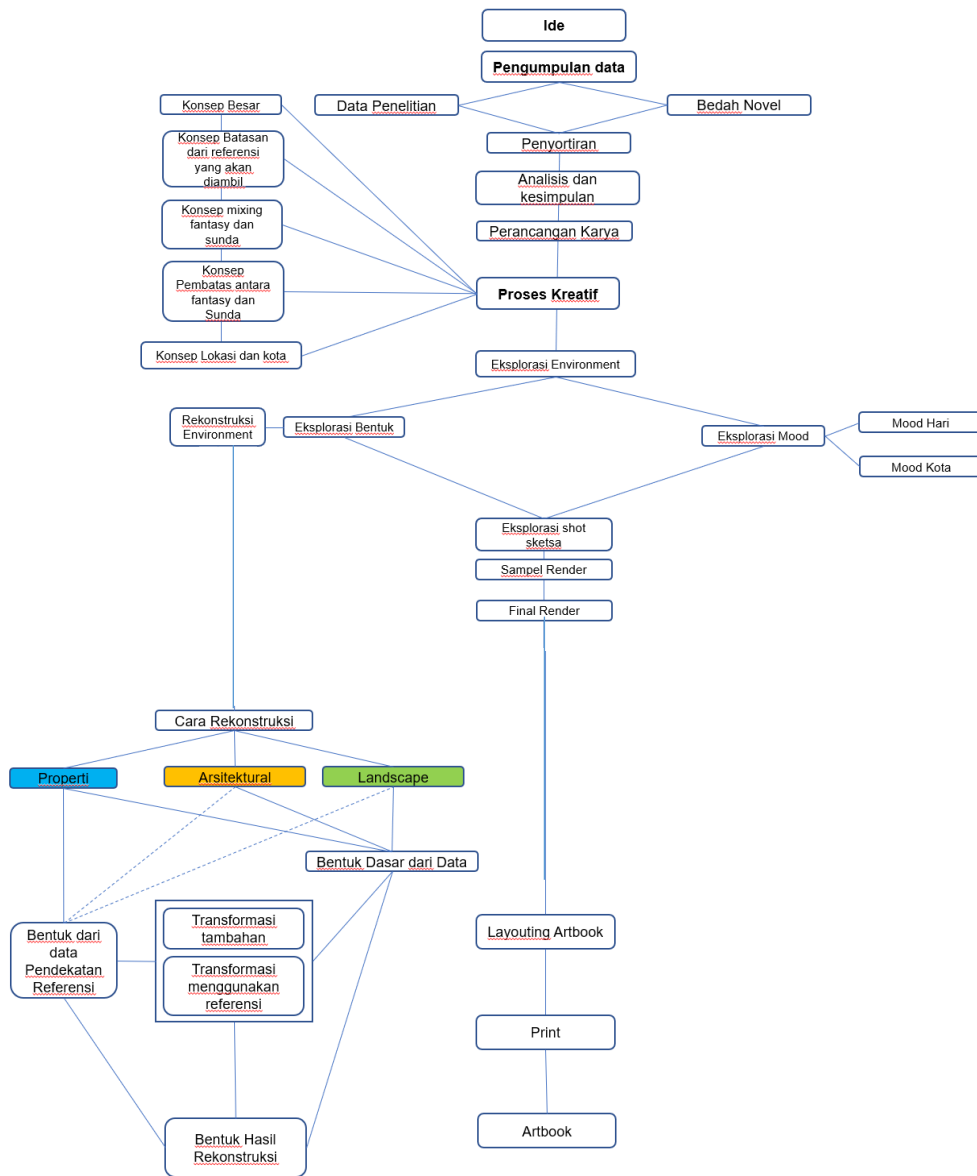 Ide
Pengumpulan data
Data Penelitian
Bedah Novel
Penyortiran
Analisis dan
kesimpulan
Perancangan Karya
Konsep Besar
Konsep Batasan
dari referensi
yang akan
diambil
Konsep mixing
fantasy dan
sunda
Konsep
Pembatas antara
fantasy dan
Sunda
Konsep Lokasi dan kota
Proses Kreatif
Eksplorasi Environment
Rekonstruksi
Environment
Eksplorasi Bentuk
Eksplorasi Mood
Mood Hari
Mood Kota
Eksplorasi shot
sketsa
Sampel Render
Final Render
Cara Rekonstruksi
Properti
Arsitektural
Landscape
Bentuk Dasar dari Data
Bentuk dari
data
Pendekatan
Referensi
Transformasi
tambahan
Transformasi
menggunakan
referensi
Bentuk Hasil
Rekonstruksi
Layouting Artbook
Print
Artbook